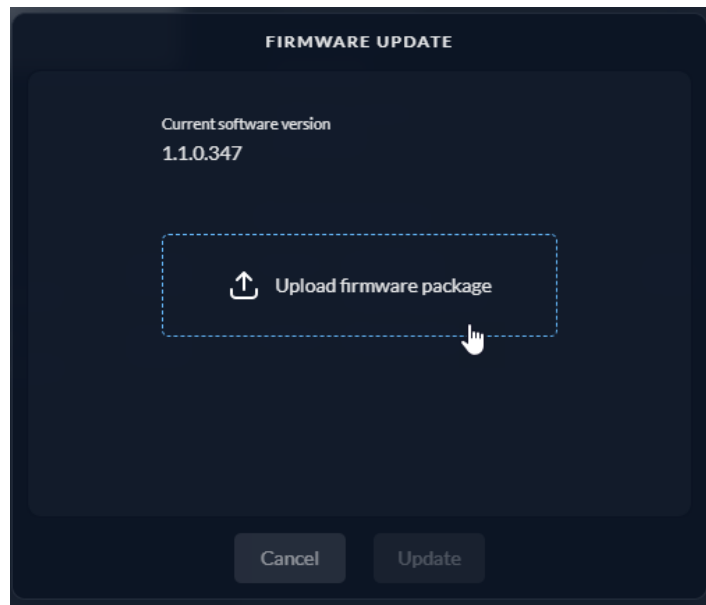 FIRMWARE UPDATE
Current software version
1.1.0.347
Upload firmware package
Cancel Update